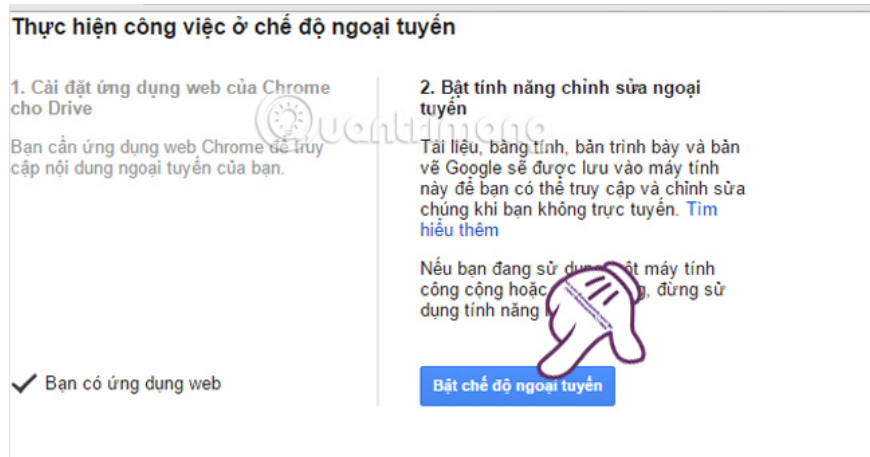 Thực hiện công việc ở chế độ ngoại tuyến
1. Cài đặt ứng dụng web của Chrome
cho Drive
Bạn cần ứng dụng web Chrome để truy
cập nội dung ngoại tuyến của bạn.
Quantrimang
2. Bật tính năng chỉnh sửa ngoại
tuyến
Tài liệu, bảng tính, bản trình bày và bản
vẽ Google sẽ được lưu vào máy tính
này để bạn có thể truy cập và chỉnh sửa
chúng khi bạn không trực tuyến. Tìm
hiểu thêm
Nếu bạn đang sử máy tính
công cộng hoặc đừng sử
dụng tính năng
Bạn có ứng dụng web
Bật chế độ ngoại tuyến